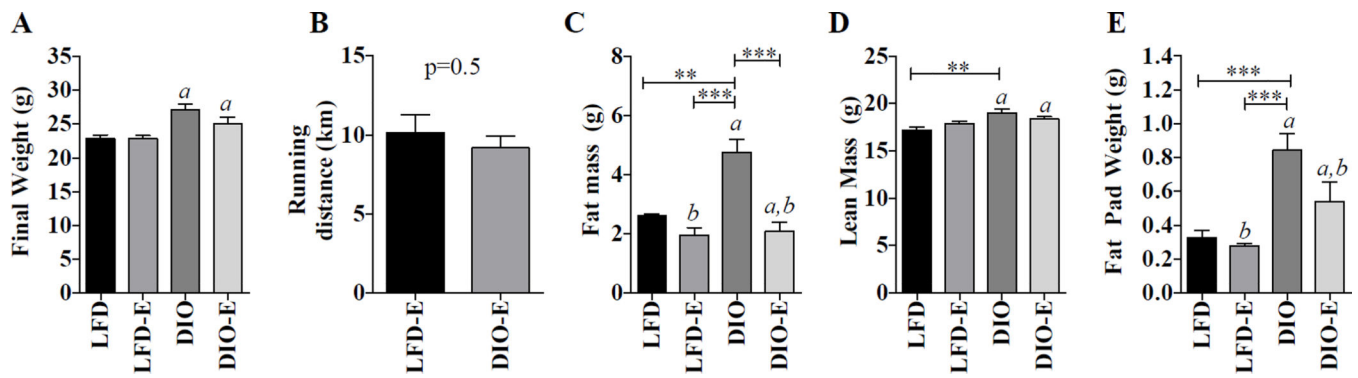 A
Final Weight (g)
35
30
25
20
15
10
5
0
a
a
LFD
LFD-E
DIO
DIO-E
B
Running
distance (km)
15
10
5
0
p=0.5
LFD-E
DIO-E
C
Fat mass (g)
8
6
4
2
0
***
**
***
a
b
a,b
LFD
LFD-E
DIO
DIO-E
D
Lean Mass (g)
25
20
15
10
5
0
**
a
a
LFD
LFD-E
DIO
DIO-E
E
Fat Pad Weight (g)
1.4
1.2
1.0
0.8
0.6
0.4
0.2
0.0
***
***
a
a,b
b
LFD
LFD-E
DIO
DIO-E